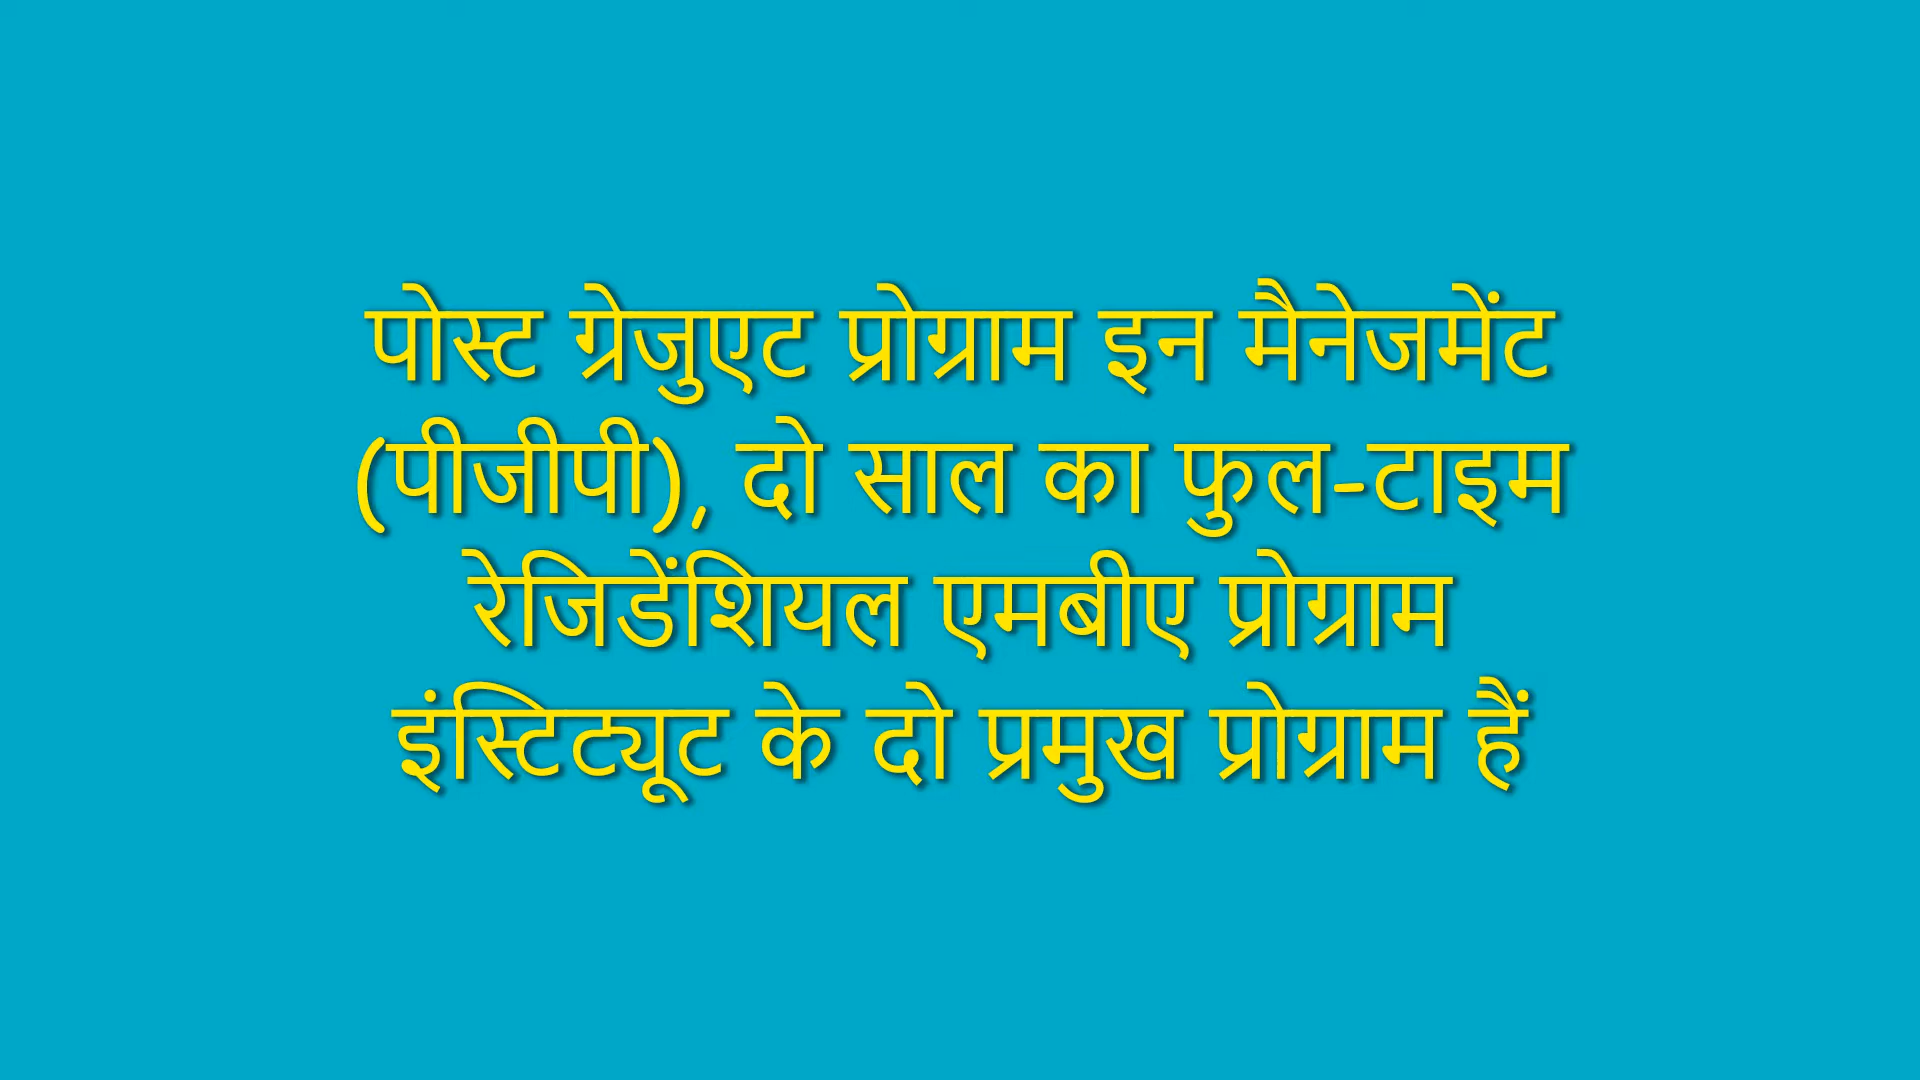 पोस्ट ग्रेजुएट प्रोग्राम इन मैनेजमेंट
(पीजीपी), दो साल का फुल-टाइम
रेजिडेंशियल एमबीए प्रोग्राम
इंस्टिट्यूट के दो प्रमुख प्रोग्राम हैं